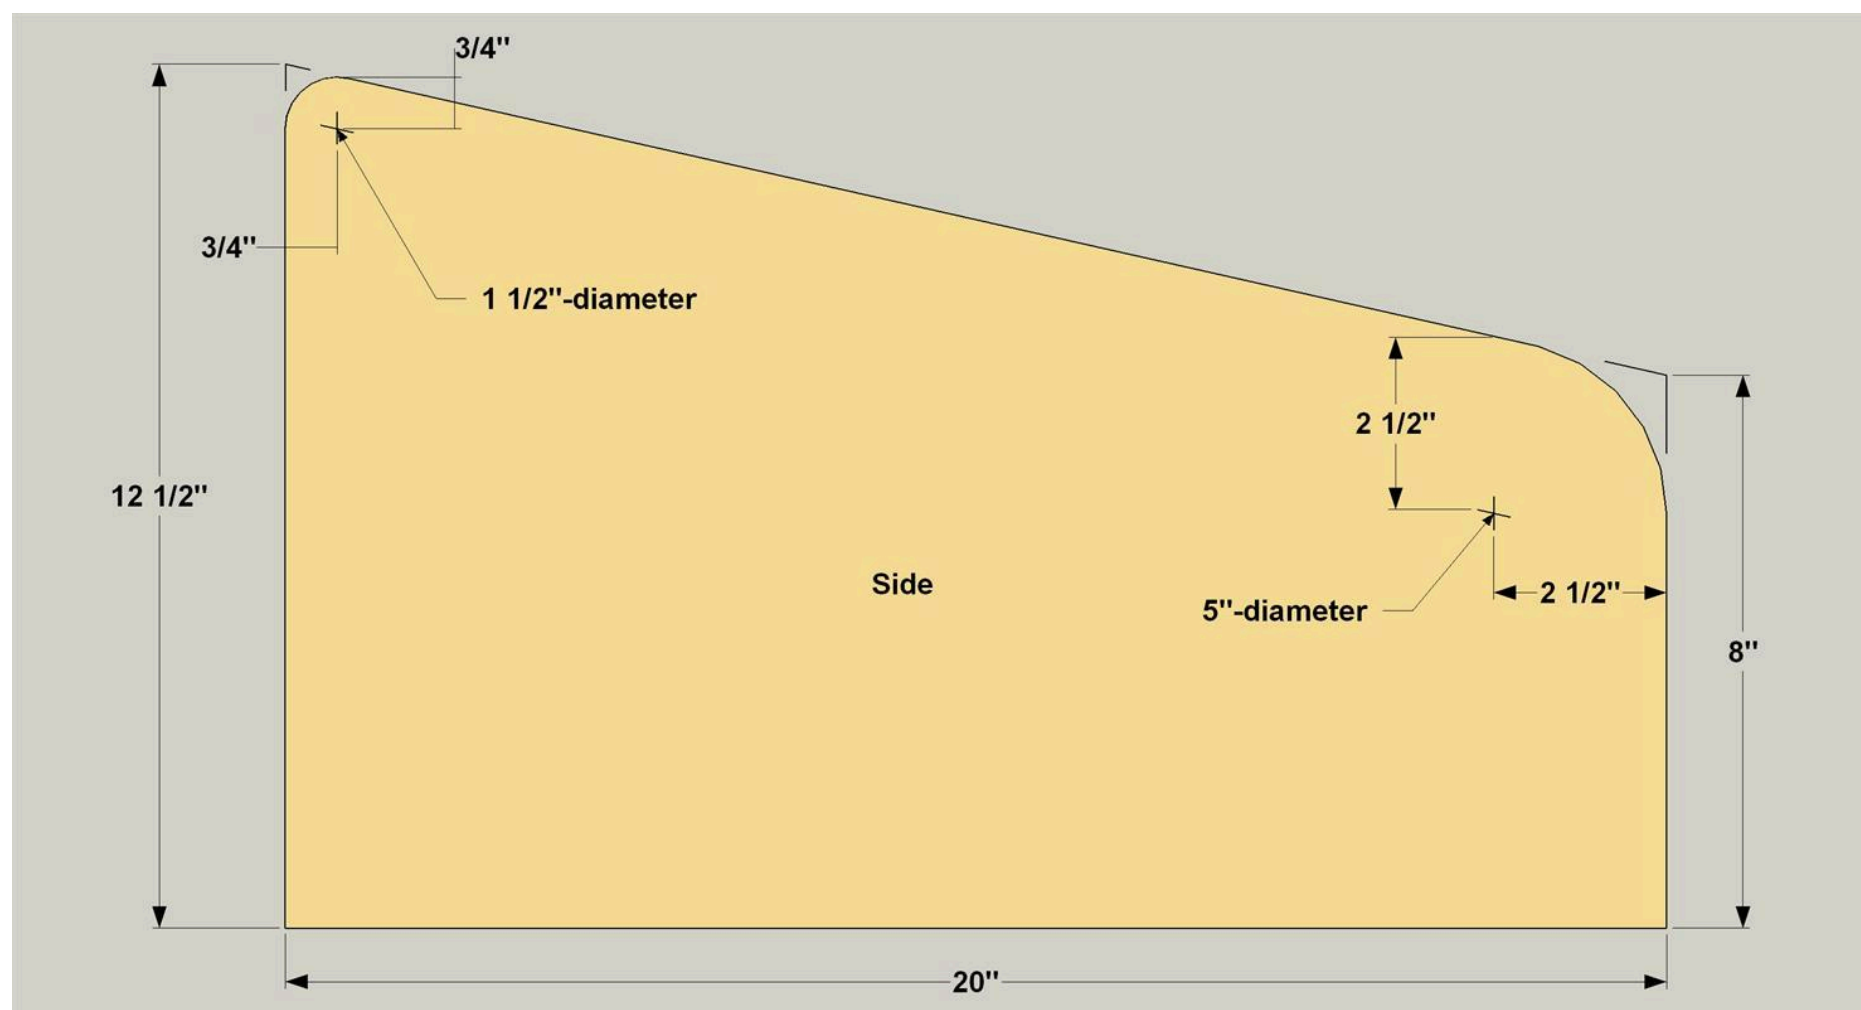 3/4"
3/4"
1 1/2"-diameter
2 1/2"
12 1/2"
Side
2 1/2"
5"-diameter
8"
20"